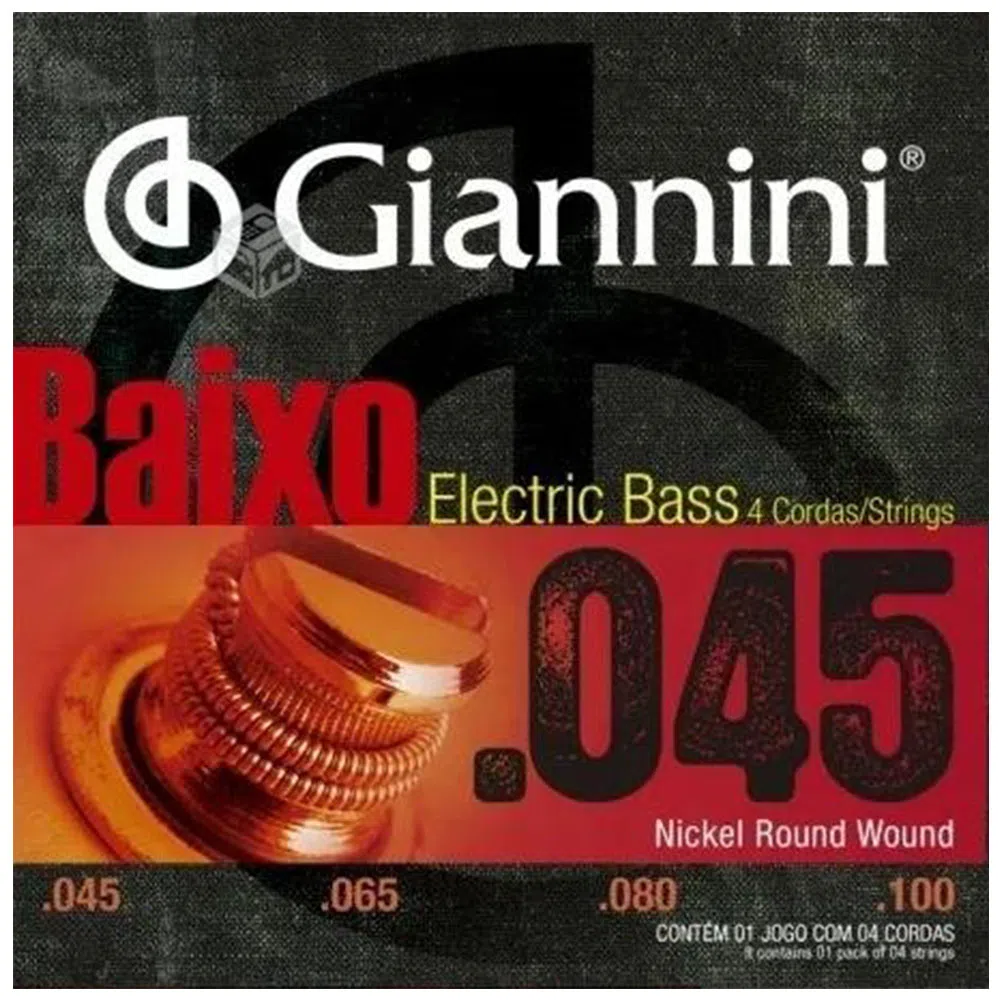 Giannini®
Baixo
Electric Bass 4 Cordas/Strings
.045
Nickel Round Wound
.045 .065 .080 .100
CONTÉM 01 JOGO COM 04 CORDAS
It contains 01 pack of 04 strings